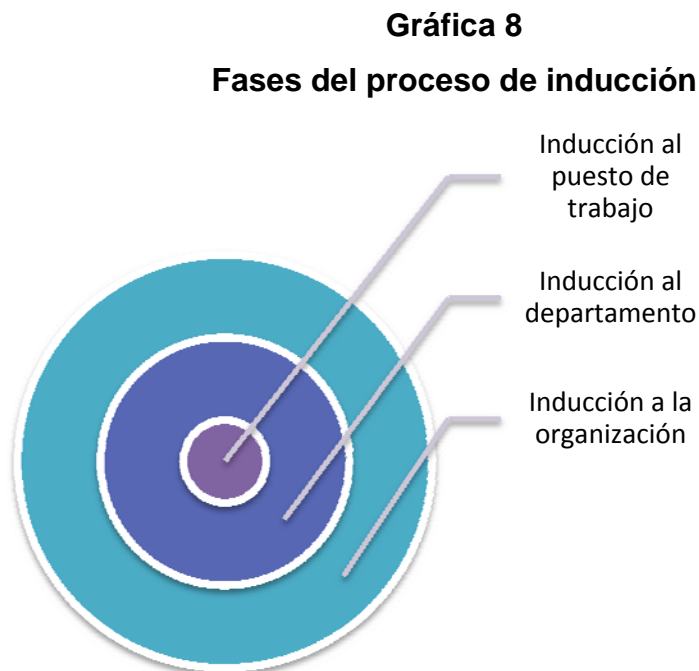 Gráfica 8
Fases del proceso de inducción
Inducción al
puesto de
trabajo
Inducción al
departamento
Inducción a la
organización